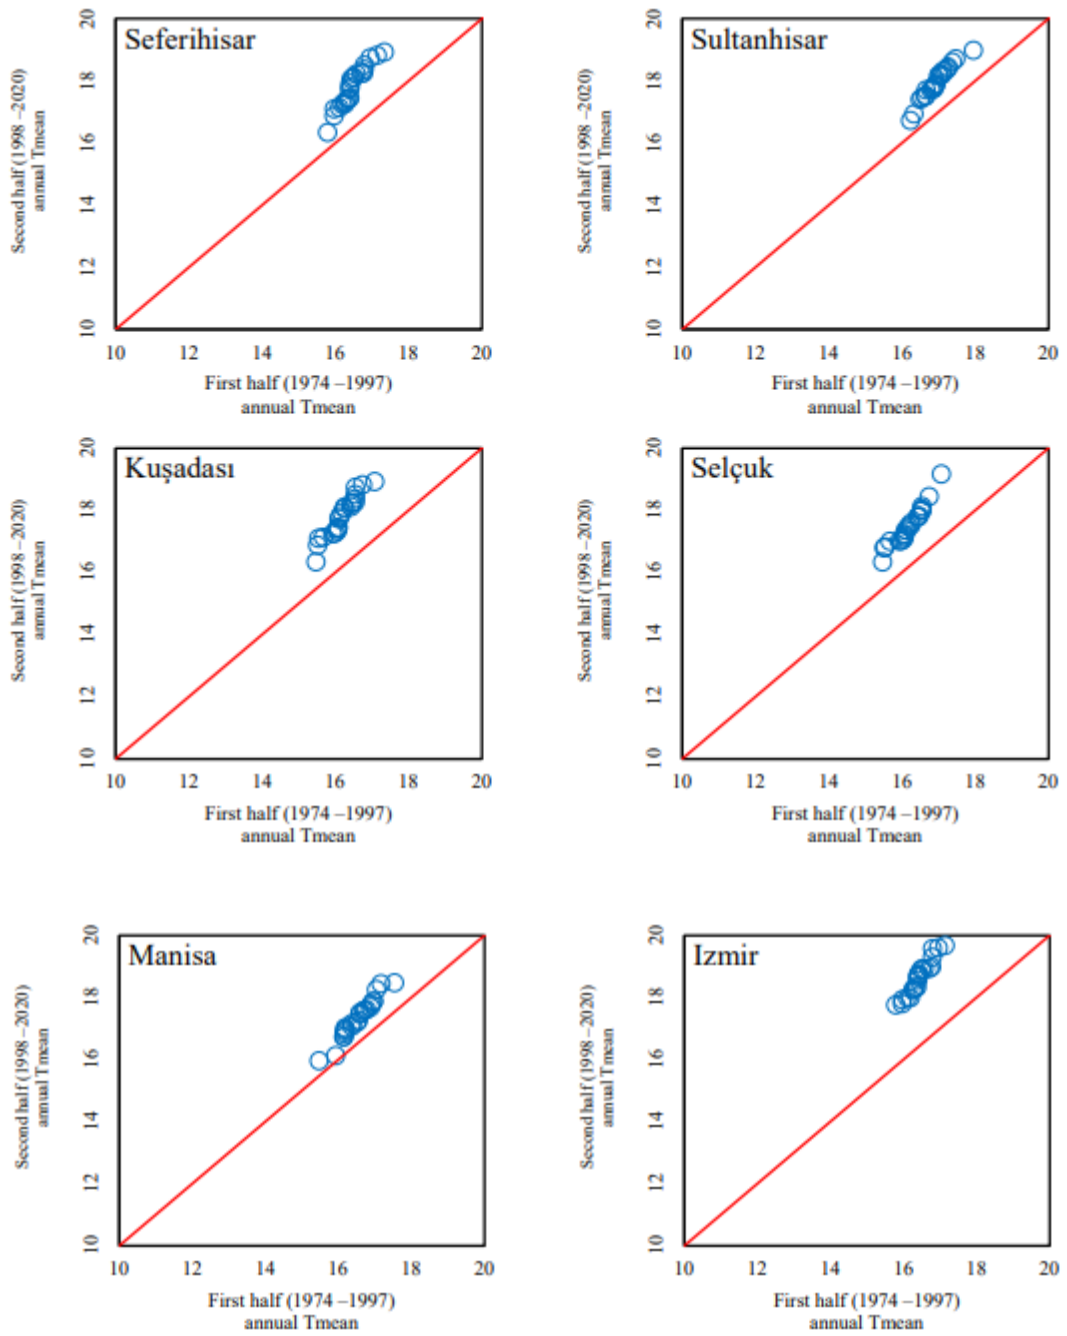 Seferihisar
Second half (1998 –2020)
annual Tmean
20
18
16
14
12
10
10 12 14 16 18 20
First half (1974 –1997)
annual Tmean
Sultanhisar
Second half (1998 –2020)
annual Tmean
20
18
16
14
12
10
10 12 14 16 18 20
First half (1974 –1997)
annual Tmean
Kuşadası
Second half (1998 –2020)
annual Tmean
20
18
16
14
12
10
10 12 14 16 18 20
First half (1974 –1997)
annual Tmean
Selçuk
Second half (1998 –2020)
annual Tmean
20
18
16
14
12
10
10 12 14 16 18 20
First half (1974 –1997)
annual Tmean
Manisa
Second half (1998 –2020)
annual Tmean
20
18
16
14
12
10
10 12 14 16 18 20
First half (1974 –1997)
annual Tmean
Izmir
Second half (1998 –2020)
annual Tmean
20
18
16
14
12
10
10 12 14 16 18 20
First half (1974 –1997)
annual Tmean